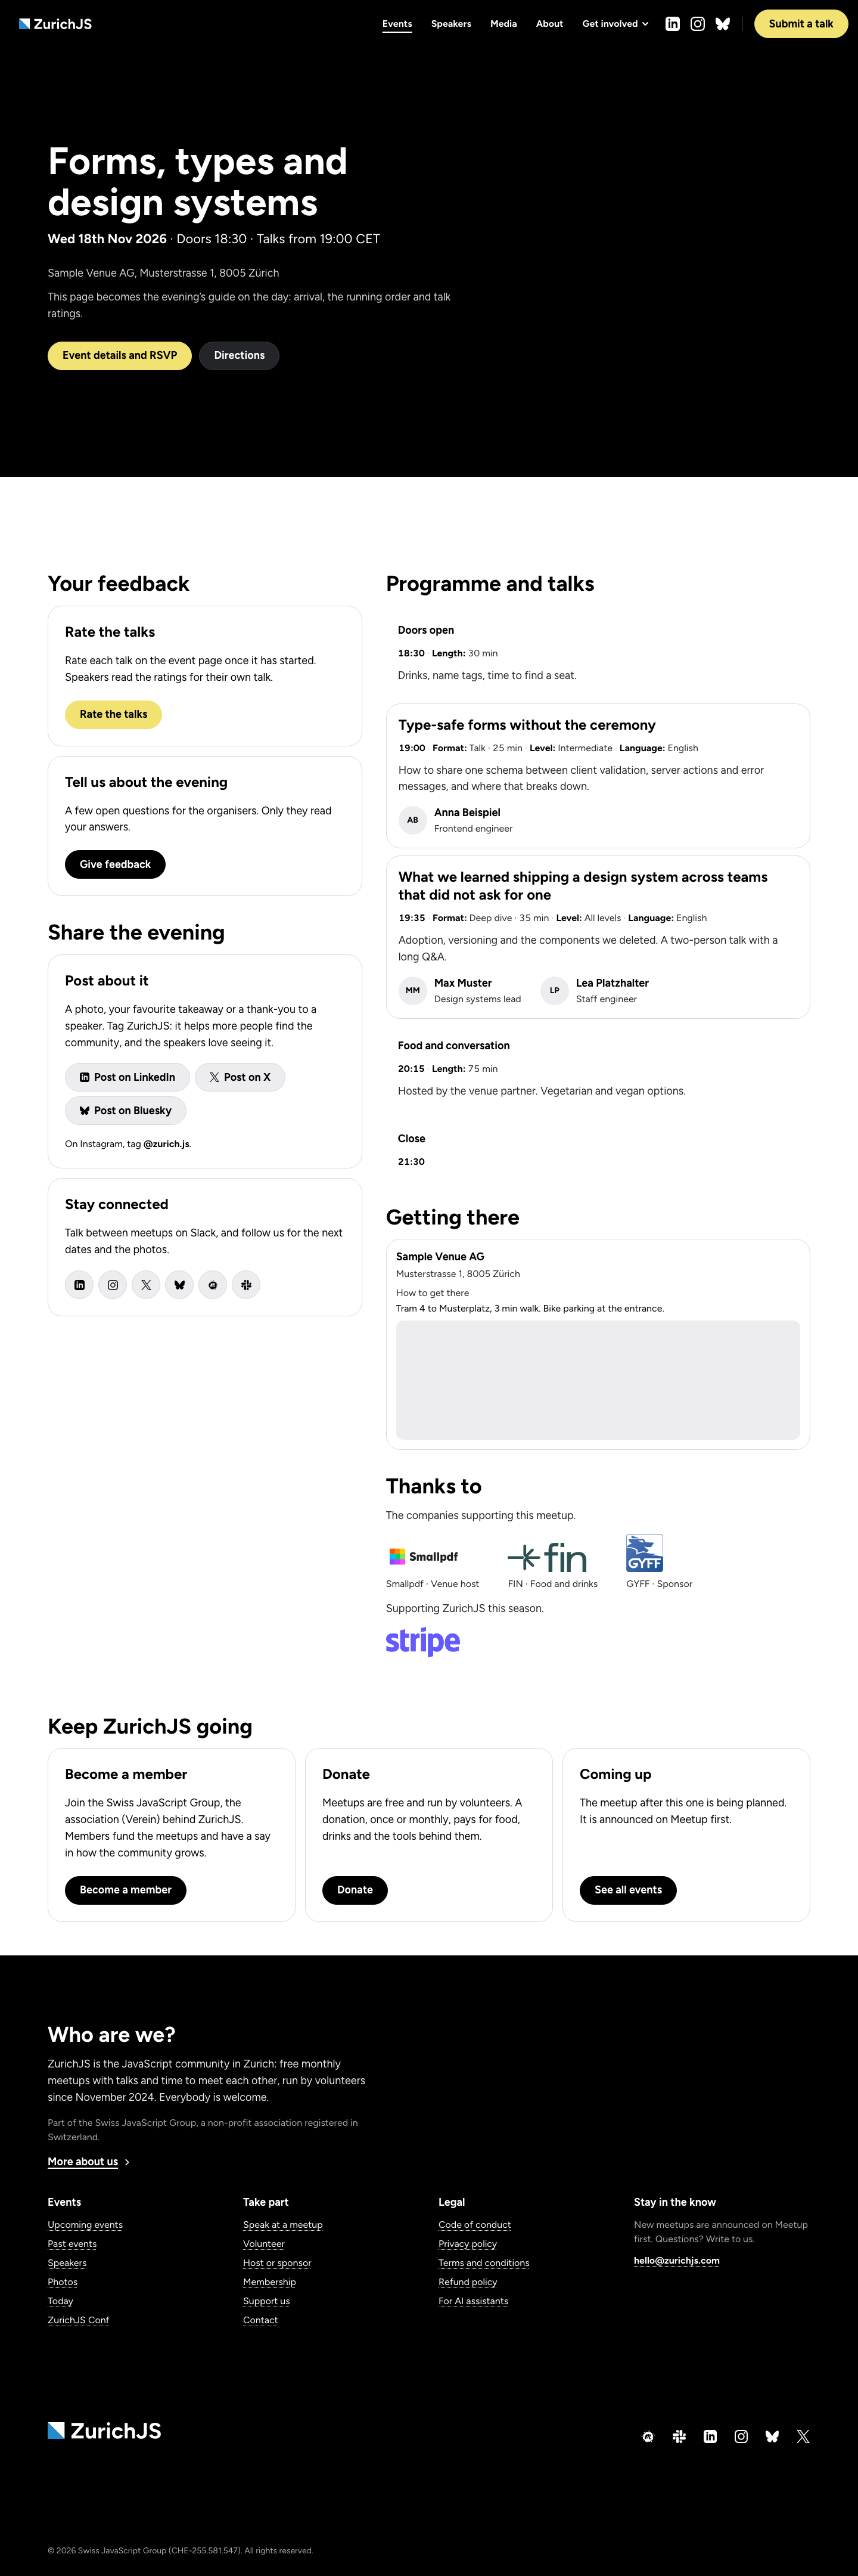 ZurichJS
Events
Speakers
Media
About
Get involved
Submit a talk
Forms, types and
design systems
Wed 18th Nov 2026 · Doors 18:30 · Talks from 19:00 CET
Sample Venue AG, Musterstrasse 1, 8005 Zürich
This page becomes the evening’s guide on the day: arrival, the running order and talk
ratings.
Event details and RSVP
Directions
Your feedback
Rate the talks
Rate each talk on the event page once it has started.
Speakers read the ratings for their own talk.
Rate the talks
Tell us about the evening
A few open questions for the organisers. Only they read
your answers.
Give feedback
Share the evening
Post about it
A photo, your favourite takeaway or a thank-you to a
speaker. Tag ZurichJS: it helps more people find the
community, and the speakers love seeing it.
Post on LinkedIn
Post on X
Post on Bluesky
On Instagram, tag @zurich.js.
Stay connected
Talk between meetups on Slack, and follow us for the next
dates and the photos.
Programme and talks
Doors open
18:30 · Length: 30 min
Drinks, name tags, time to find a seat.
Type-safe forms without the ceremony
19:00 · Format: Talk · 25 min · Level: Intermediate · Language: English
How to share one schema between client validation, server actions and error
messages, and where that breaks down.
AB
Anna Beispiel
Frontend engineer
What we learned shipping a design system across teams
that did not ask for one
19:35 · Format: Deep dive · 35 min · Level: All levels · Language: English
Adoption, versioning and the components we deleted. A two-person talk with a
long Q&A.
MM
Max Muster
Design systems lead
LP
Lea Platzhalter
Staff engineer
Food and conversation
20:15 · Length: 75 min
Hosted by the venue partner. Vegetarian and vegan options.
Close
21:30
Getting there
Sample Venue AG
Musterstrasse 1, 8005 Zürich
How to get there
Tram 4 to Musterplatz, 3 min walk. Bike parking at the entrance.
Thanks to
The companies supporting this meetup.
Smallpdf
fin
GYFF
Smallpdf · Venue host
FIN · Food and drinks
GYFF · Sponsor
Supporting ZurichJS this season.
stripe
Keep ZurichJS going
Become a member
Join the Swiss JavaScript Group, the
association (Verein) behind ZurichJS.
Members fund the meetups and have a say
in how the community grows.
Become a member
Donate
Meetups are free and run by volunteers. A
donation, once or monthly, pays for food,
drinks and the tools behind them.
Donate
Coming up
The meetup after this one is being planned.
It is announced on Meetup first.
See all events
Who are we?
ZurichJS is the JavaScript community in Zurich: free monthly
meetups with talks and time to meet each other, run by volunteers
since November 2024. Everybody is welcome.
Part of the Swiss JavaScript Group, a non-profit association registered in
Switzerland.
More about us
Events
Upcoming events
Past events
Speakers
Photos
Today
ZurichJS Conf
Take part
Speak at a meetup
Volunteer
Host or sponsor
Membership
Support us
Contact
Legal
Code of conduct
Privacy policy
Terms and conditions
Refund policy
For AI assistants
Stay in the know
New meetups are announced on Meetup
first. Questions? Write to us.
hello@zurichjs.com
ZurichJS
© 2026 Swiss JavaScript Group (CHE-255.581.547). All rights reserved.